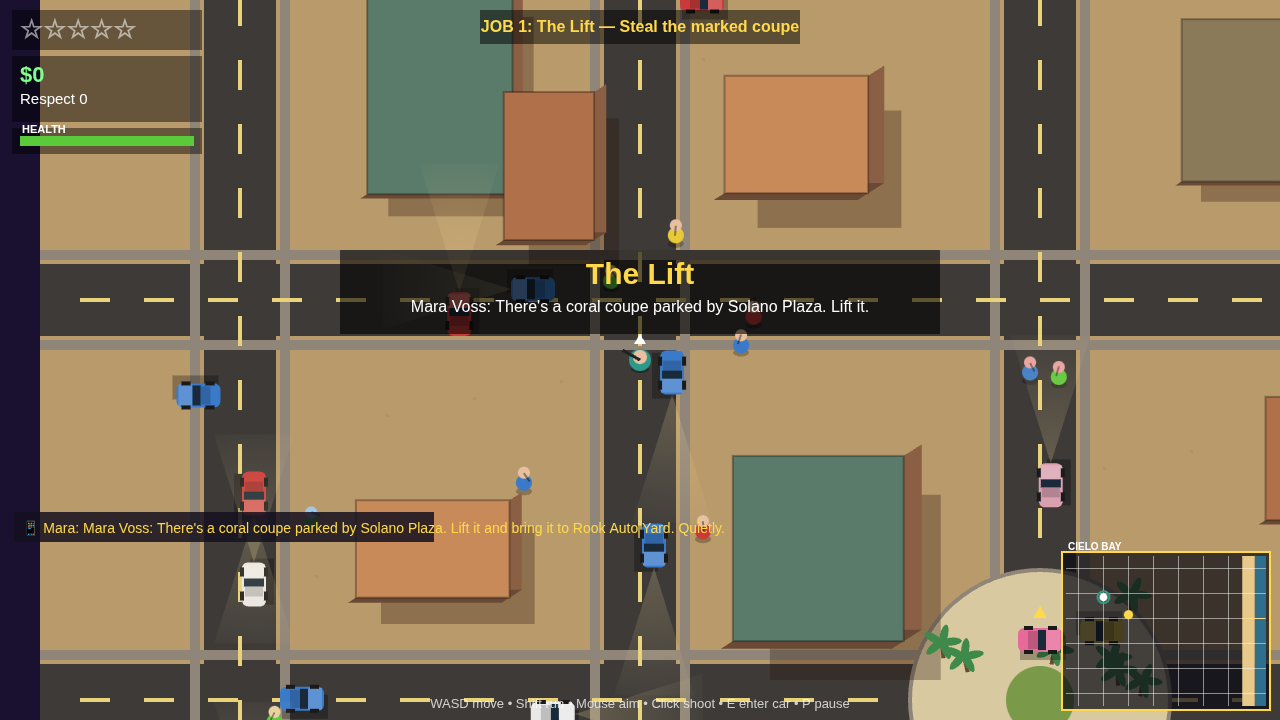 ☆☆☆☆☆
JOB 1: The Lift — Steal the marked coupe
$0
Respect 0
HEALTH
The Lift
Mara Voss: There's a coral coupe parked by Solano Plaza. Lift it.
📱 Mara: Mara Voss: There's a coral coupe parked by Solano Plaza. Lift it and bring it to Rook Auto Yard. Quietly.
CIELO BAY
WASD move • Shift run • Mouse aim • Click shoot • E enter car • P pause